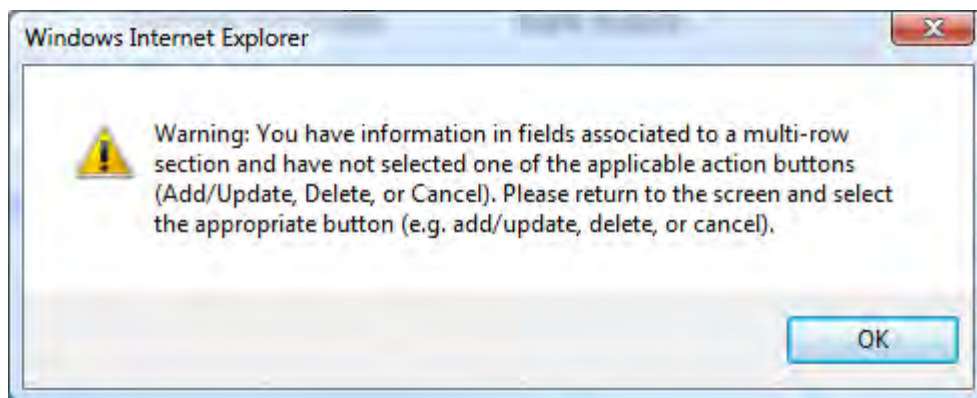 Windows Internet Explorer
Warning: You have information in fields associated to a multi-row
section and have not selected one of the applicable action buttons
(Add/Update, Delete, or Cancel). Please return to the screen and select
the appropriate button (e.g. add/update, delete, or cancel).
OK